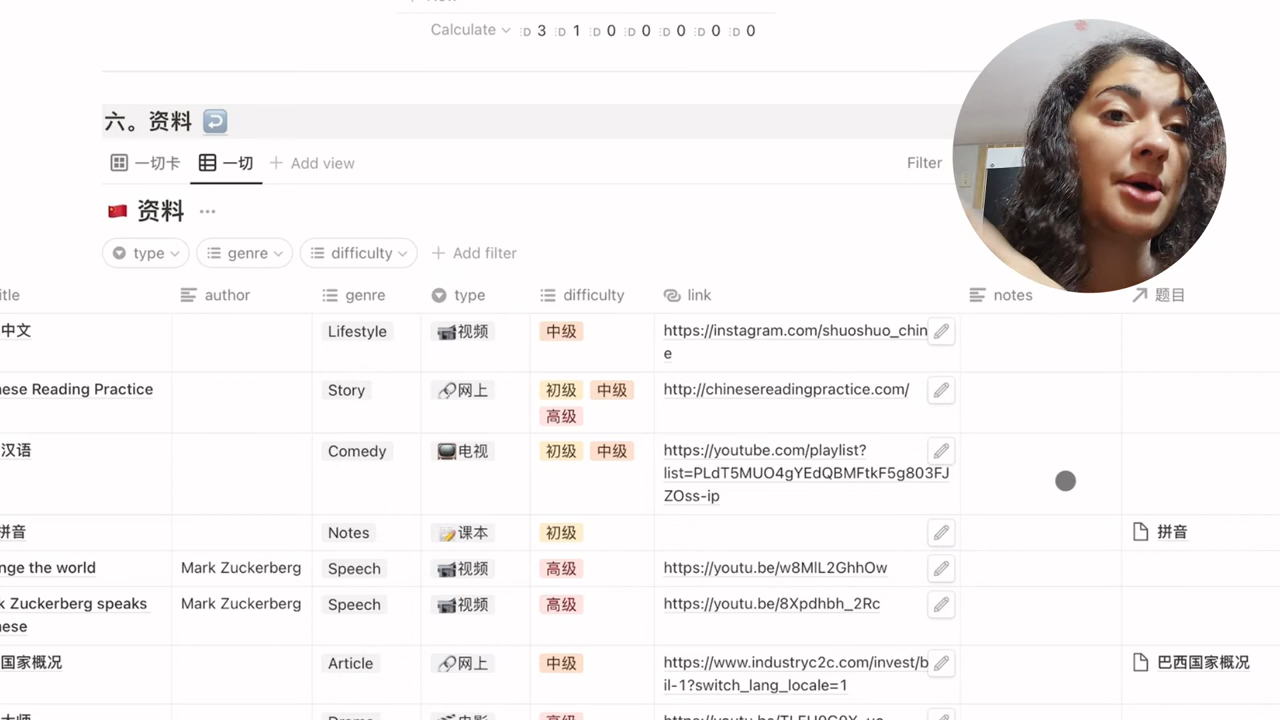 Calculate D 3 D 1 D 0 D 0 D 0 D 0 D 0
六。资料
一切卡 一切 Add view Filter
资料 ...
type genre difficulty Add filter
author genre type difficulty link notes 题目
中文 Lifestyle 视频 中级 https://instagram.com/shuoshuo_chin
e
ese Reading Practice Story 网上 初级 中级 http://chinesereadingpractice.com/
高级
汉语 Comedy 电视 初级 中级 https://youtube.com/playlist?
list=PLdT5MUO4gYEdQBMFtkF5g803FJ
ZOss-ip
拼音 Notes 课本 初级 拼音
nge the world Mark Zuckerberg Speech 视频 高级 https://youtu.be/w8MlL2GhhOw
k Zuckerberg speaks Mark Zuckerberg Speech 视频 高级 https://youtu.be/8Xpdhbh_2Rc
ese
国家概况 Article 网上 中级 https://www.industryc2c.com/invest/b 巴西国家概况
il-1?switch_lang_locale=1